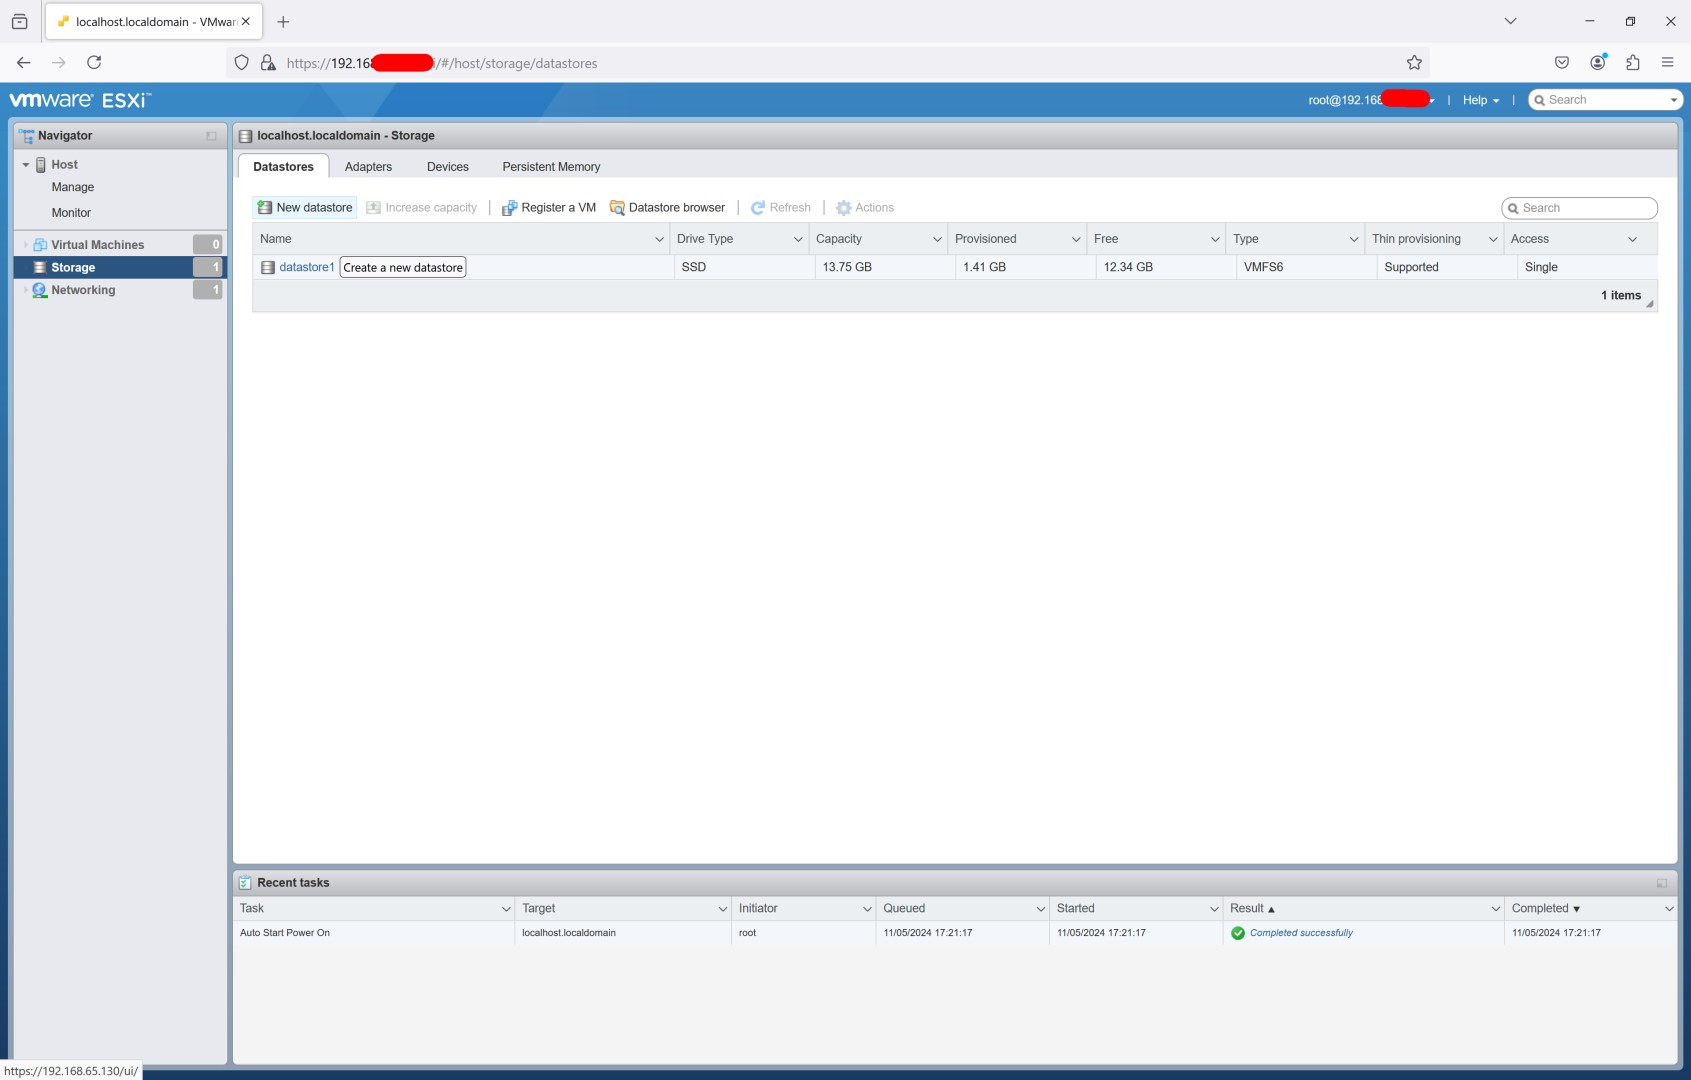 localhost.localdomain - VMwar
https://192.16 i/#/host/storage/datastores
vmware ESXi™
root@192.168
| Help |
Search
Navigator
Host
Manage
Monitor
Virtual Machines 0
Storage 1
Networking 1
localhost.localdomain - Storage
Datastores Adapters Devices Persistent Memory
New datastore Increase capacity | Register a VM Datastore browser | Refresh | Actions
Search
Name Drive Type Capacity Provisioned Free Type Thin provisioning Access
datastore1 Create a new datastore SSD 13.75 GB 1.41 GB 12.34 GB VMFS6 Supported Single
1 items
Recent tasks
Task Target Initiator Queued Started Result ▲ Completed ▼
Auto Start Power On localhost.localdomain root 11/05/2024 17:21:17 11/05/2024 17:21:17 Completed successfully 11/05/2024 17:21:17
https://192.168.65.130/ui/